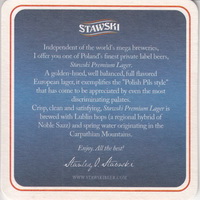 STAWSKI
Independent of the world's mega breweries,
I offer you one of Poland's finest private label beers,
Stawski Premium Lager.
A golden-hued, well balanced, full flavored
European lager, it exemplifies the "Polish Pils style"
that has come to be appreciated by even the most
discriminating palates.
Crisp, clean and satisfying, Stawski Premium Lager is
brewed with Lublin hops (a regional hybrid of
Noble Saaz) and spring water originating in the
Carpathian Mountains.
Enjoy. All the best!
WWW.STAWSKIBEER.COM